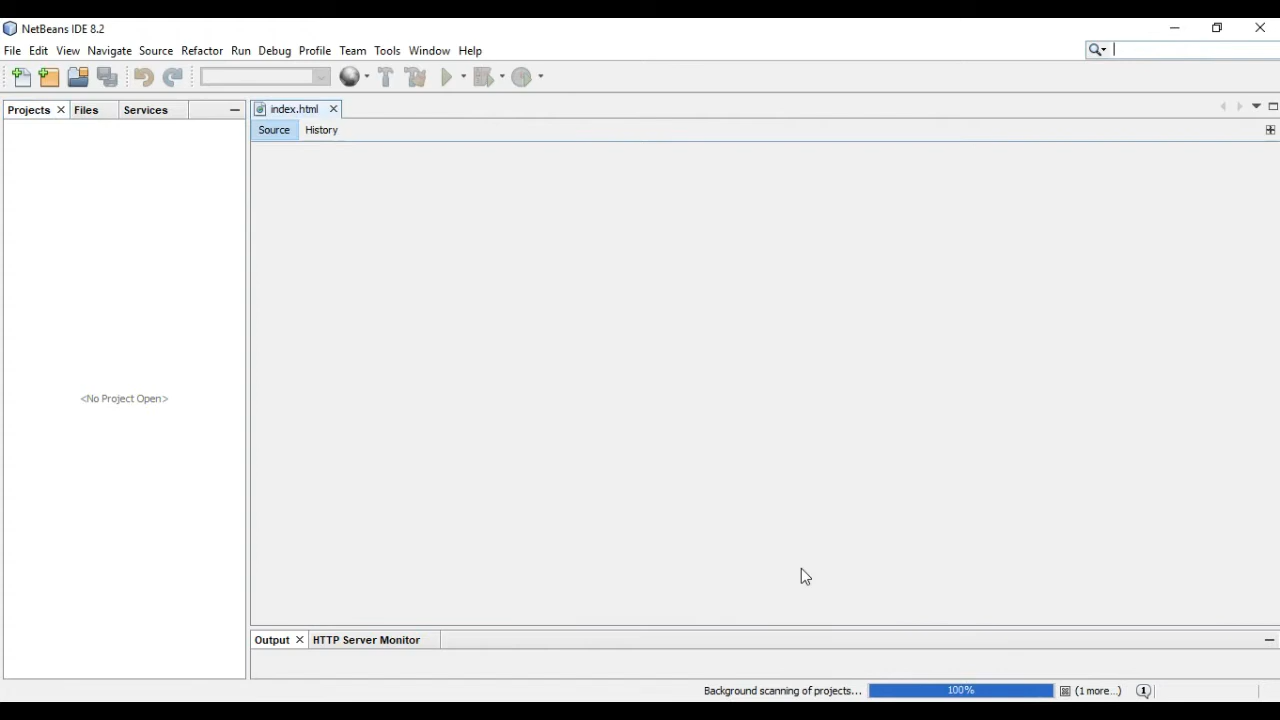 NetBeans IDE 8.2
File Edit View Navigate Source Refactor Run Debug Profile Team Tools Window Help
Projects Files Services
index.html
Source History
<No Project Open>
Output HTTP Server Monitor
Background scanning of projects... 100% (1 more...) 1